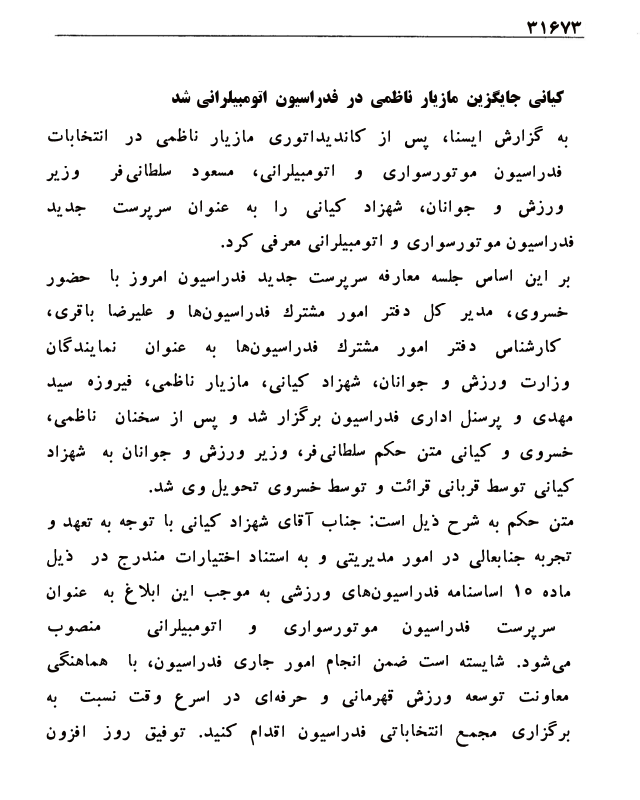 ۳۱۶۷۳
کیانی جایگزین مازیار ناظمی در فدراسیون اتومبیلرانی شد
به گزارش ایسنا، پس از کاندیداتوری مازیار ناظمی در انتخابات
فدراسیون موتورسواری و اتومبیلرانی، مسعود سلطانی‌فر وزیر
ورزش و جوانان، شهزاد کیانی را به عنوان سرپرست جدید
فدراسیون موتورسواری و اتومبیلرانی معرفی کرد.
بر این اساس جلسه معارفه سرپرست جدید فدراسیون امروز با حضور
خسروی، مدیر کل دفتر امور مشترك فدراسیون‌ها و علیرضا باقری،
کارشناس دفتر امور مشترك فدراسیون‌ها به عنوان نمایندگان
وزارت ورزش و جوانان، شهزاد کیانی، مازیار ناظمی، فیروزه سید
مهدی و پرسنل اداری فدراسیون برگزار شد و پس از سخنان ناظمی،
خسروی و کیانی متن حکم سلطانی‌فر، وزیر ورزش و جوانان به شهزاد
کیانی توسط قربانی قرائت و توسط خسروی تحویل وی شد.
متن حکم به شرح ذیل است: جناب آقای شهزاد کیانی با توجه به تعهد و
تجربه جنابعالی در امور مدیریتی و به استناد اختیارات مندرج در ذیل
ماده ۱۰ اساسنامه فدراسیون‌های ورزشی به موجب این ابلاغ به عنوان
سرپرست فدراسیون موتورسواری و اتومبیلرانی منصوب
می‌شود. شایسته است ضمن انجام امور جاری فدراسیون، با هماهنگی
معاونت توسعه ورزش قهرمانی و حرفه‌ای در اسرع وقت نسبت به
برگزاری مجمع انتخاباتی فدراسیون اقدام کنید. توفیق روز افزون